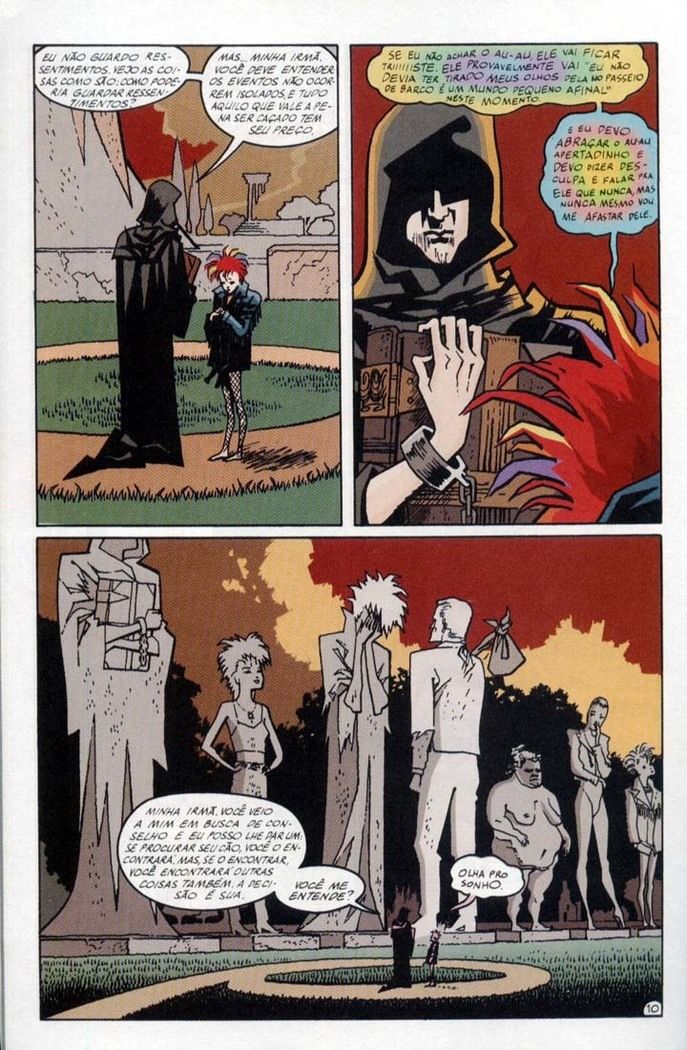 EU NÃO GUARDO RES-
SENTIMENTOS. VEJO AS COI-
SAS COMO SÃO; COMO PODE-
RIA GUARDAR RESSEN-
TIMENTOS?
MAS... MINHA IRMÃ,
VOCÊ DEVE ENTENDER,
OS EVENTOS NÃO OCOR-
REM ISOLADOS, E TUDO
AQUILO QUE VALE A PE-
NA SER CAÇADO TEM
SEU PREÇO.
SE EU NÃO ACHAR O AU-AU, ELE VAI FICAR
TRIIIIISTE. ELE PROVAVELMENTE VAI "EU NÃO
DEVIA TER TIRADO MEUS OLHOS DELA NO PASSEIO
DE BARCO É UM MUNDO PEQUENO AFINAL"
NESTE MOMENTO.
E EU DEVO
ABRAÇAR O AU-AU
APERTADINHO E
DEVO DIZER DES-
CULPA E FALAR PRA
ELE QUE NUNCA, MAS
NUNCA MESMO VOU
ME AFASTAR DELE.
MINHA IRMÃ, VOCÊ VEIO
A MIM EM BUSCA DE CON-
SELHO E EU POSSO LHE DAR UM:
SE PROCURAR SEU CÃO, VOCÊ O EN-
CONTRARÁ. MAS, SE O ENCONTRAR,
VOCÊ ENCONTRARÁ OUTRAS
COISAS TAMBÉM. A DECI-
SÃO É SUA.
VOCÊ ME
ENTENDE?
OLHA PRO
SONHO.
10